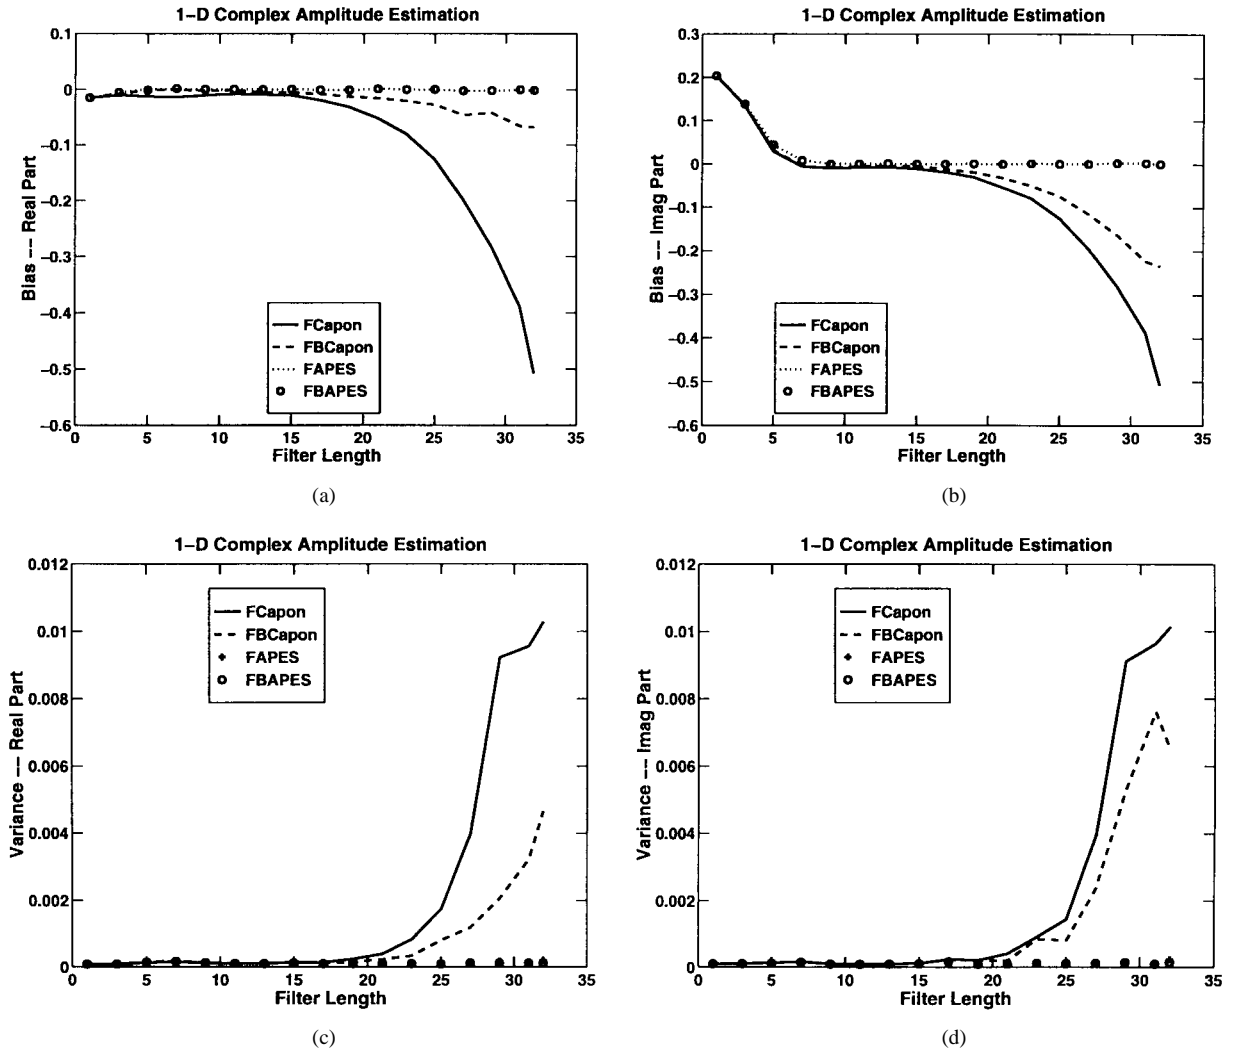 1-D Complex Amplitude Estimation
0.1
0
-0.1
-0.2
-0.3
-0.4
-0.5
-0.6
Bias -- Real Part
FCapon
FBCapon
FAPES
FBAPES
0 5 10 15 20 25 30 35
Filter Length
(a)
1-D Complex Amplitude Estimation
0.3
0.2
0.1
0
-0.1
-0.2
-0.3
-0.4
-0.5
-0.6
Bias -- Imag Part
FCapon
FBCapon
FAPES
FBAPES
0 5 10 15 20 25 30 35
Filter Length
(b)
1-D Complex Amplitude Estimation
0.012
0.01
0.008
0.006
0.004
0.002
0
Variance -- Real Part
FCapon
FBCapon
FAPES
FBAPES
0 5 10 15 20 25 30 35
Filter Length
(c)
1-D Complex Amplitude Estimation
0.012
0.01
0.008
0.006
0.004
0.002
0
Variance -- Imag Part
FCapon
FBCapon
FAPES
FBAPES
0 5 10 15 20 25 30 35
Filter Length
(d)